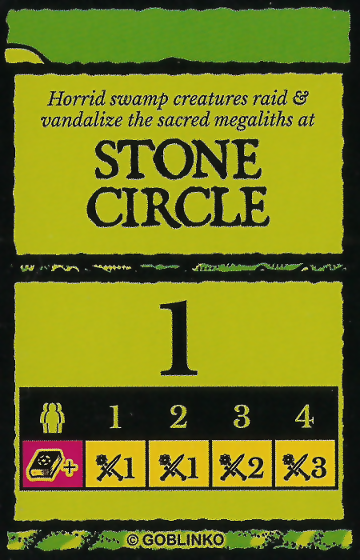 Horrid swamp creatures raid &
vandalize the sacred megaliths at
STONE
CIRCLE
1
1 2 3 4
+ 1 1 2 3
© GOBLINKO